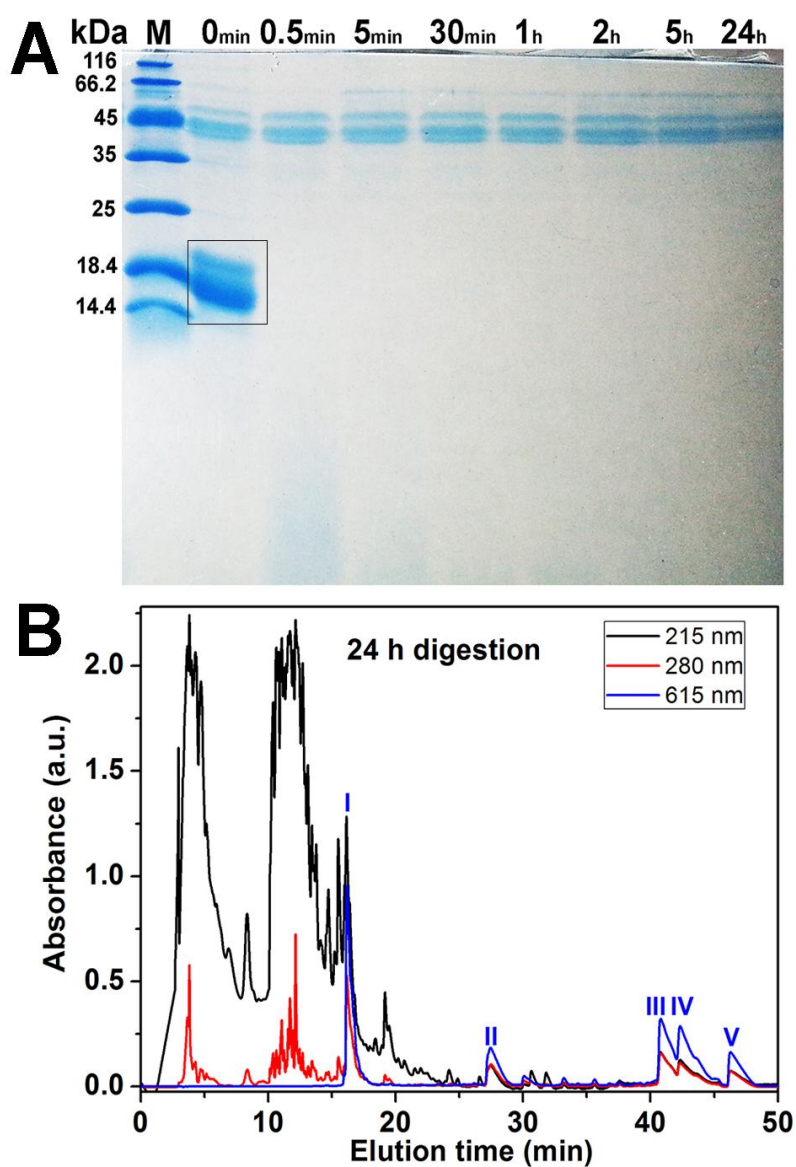 A
kDa M 0min 0.5min 5min 30min 1h 2h 5h 24h
116
66.2
45
35
25
18.4
14.4
B
24 h digestion
215 nm
280 nm
615 nm
2.0
1.5
1.0
0.5
0.0
Absorbance (a.u.)
I
II
III IV
V
0 10 20 30 40 50
Elution time (min)